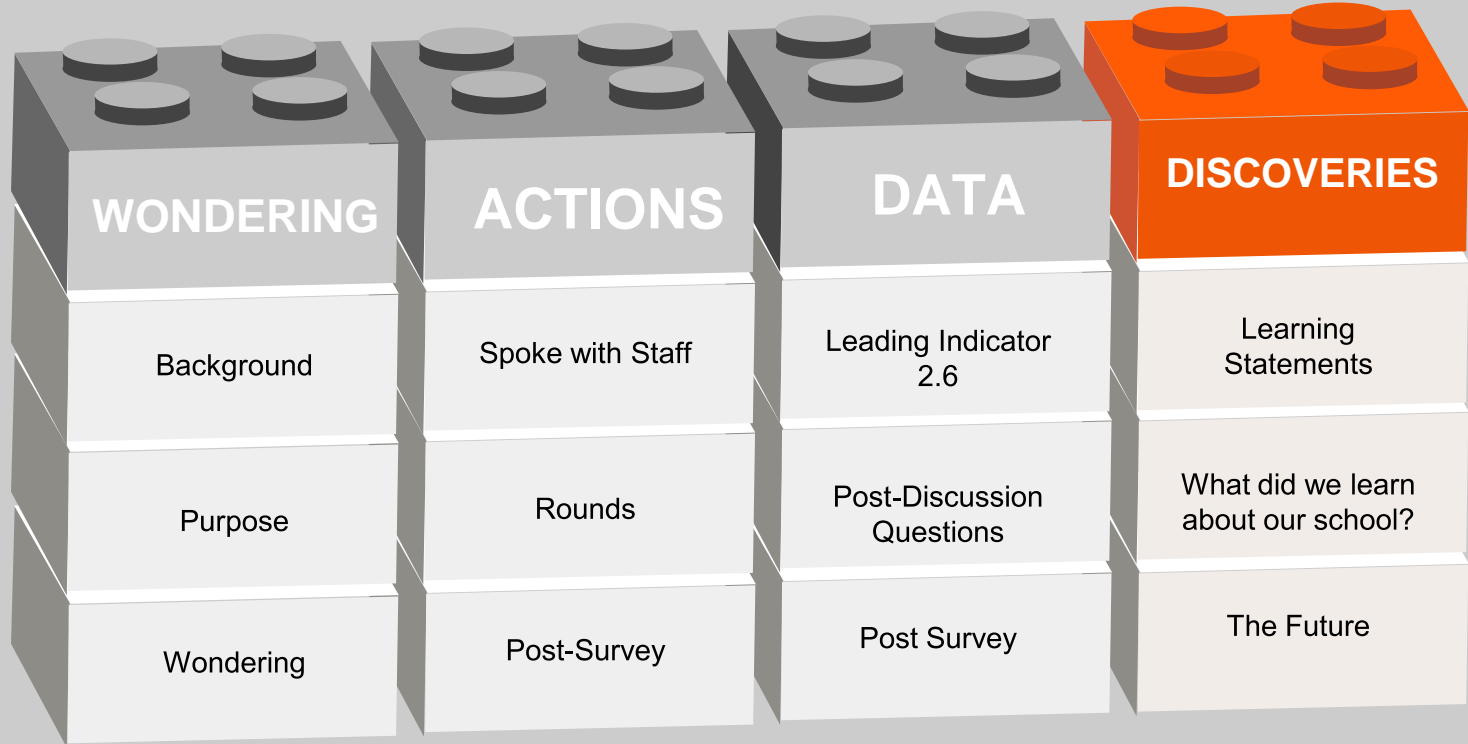 WONDERING
Background
Purpose
Wondering
ACTIONS
Spoke with Staff
Rounds
Post-Survey
DATA
Leading Indicator
2.6
Post-Discussion
Questions
Post Survey
DISCOVERIES
Learning
Statements
What did we learn
about our school?
The Future